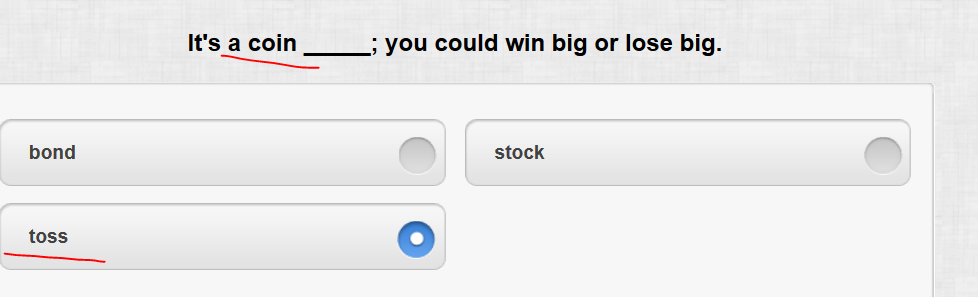 It's a coin _____; you could win big or lose big.
bond
stock
toss